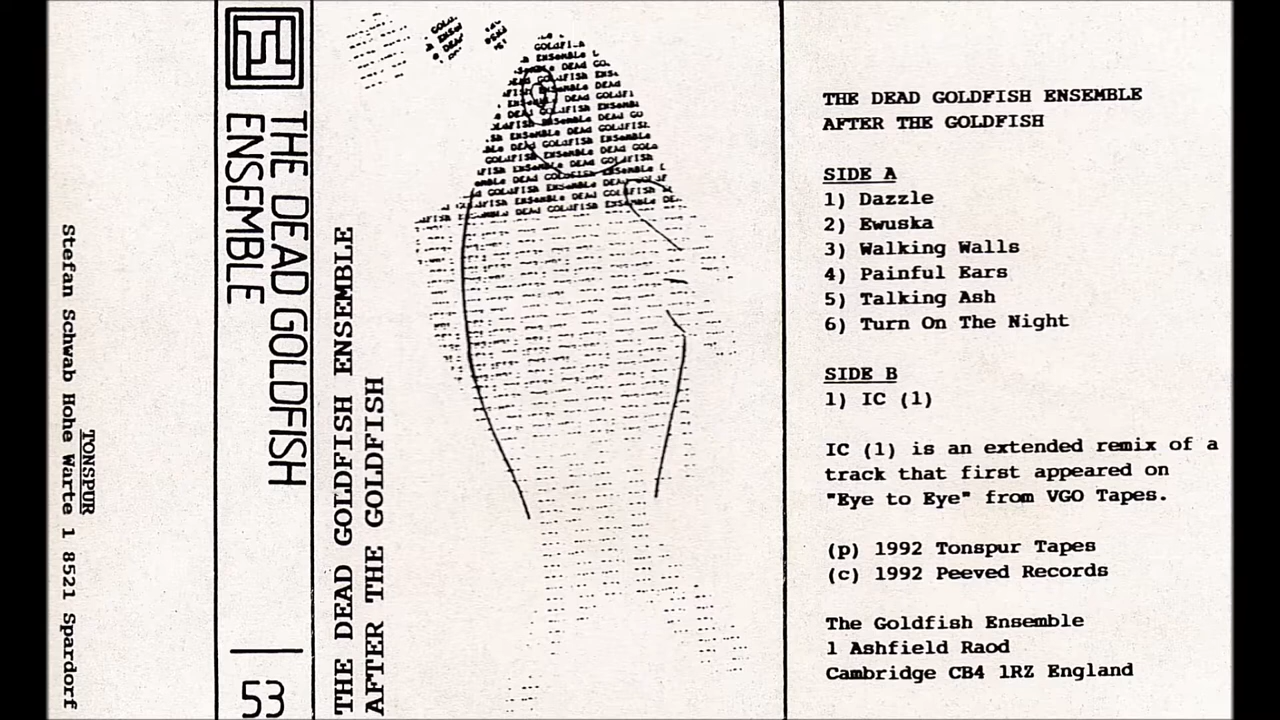 TONSPUR
Stefan Schwab Hohe Warte 1 8521 Spardorf
THE DEAD GOLDFISH
ENSEMBLE
53
THE DEAD GOLDFISH ENSEMBLE
AFTER THE GOLDFISH
THE DEAD GOLDFISH ENSEMBLE
AFTER THE GOLDFISH
SIDE A
1) Dazzle
2) Ewuska
3) Walking Walls
4) Painful Ears
5) Talking Ash
6) Turn On The Night
SIDE B
1) IC (1)
IC (1) is an extended remix of a
track that first appeared on
"Eye to Eye" from VGO Tapes.
(p) 1992 Tonspur Tapes
(c) 1992 Peeved Records
The Goldfish Ensemble
1 Ashfield Raod
Cambridge CB4 1RZ England